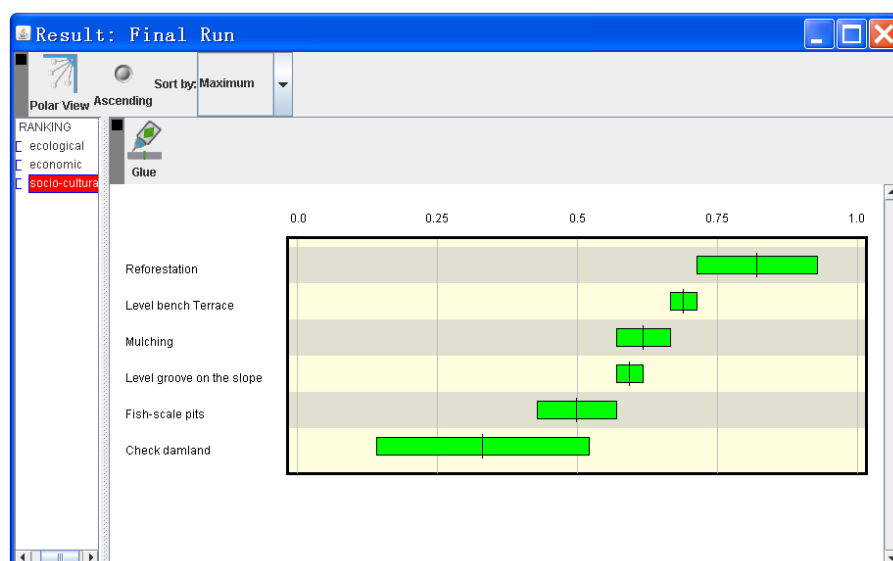 Result: Final Run
Polar View
Ascending
Sort by: Maximum
RANKING
ecological
economic
socio-cultura
Glue
0.0 0.25 0.5 0.75 1.0
Reforestation
Level bench Terrace
Mulching
Level groove on the slope
Fish-scale pits
Check damland